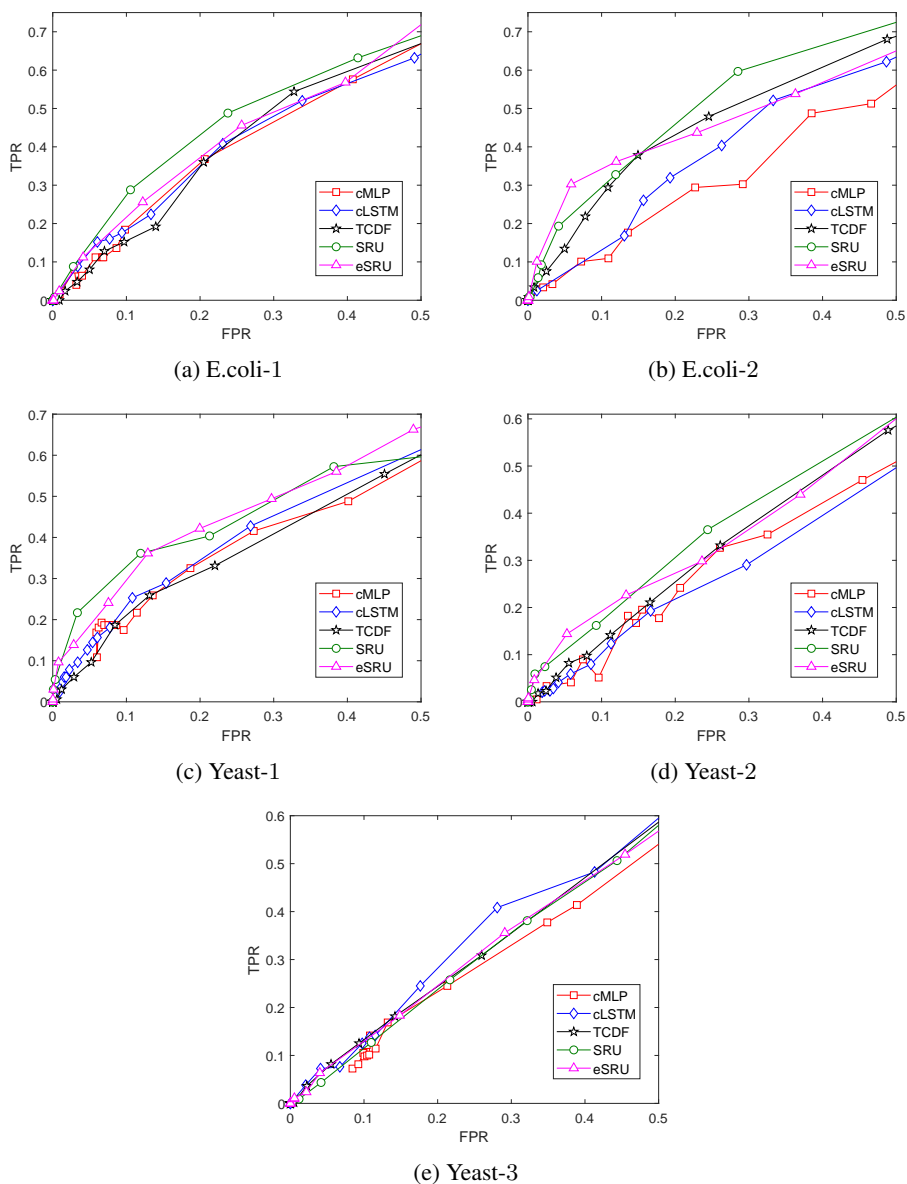 0.7
0.6
0.5
0.4
0.3
0.2
0.1
0
TPR
0 0.1 0.2 0.3 0.4 0.5
FPR
cMLP
cLSTM
TCDF
SRU
eSRU
(a) E.coli-1
0.7
0.6
0.5
0.4
0.3
0.2
0.1
0
TPR
0 0.1 0.2 0.3 0.4 0.5
FPR
cMLP
cLSTM
TCDF
SRU
eSRU
(b) E.coli-2
0.7
0.6
0.5
0.4
0.3
0.2
0.1
0
TPR
0 0.1 0.2 0.3 0.4 0.5
FPR
cMLP
cLSTM
TCDF
SRU
eSRU
(c) Yeast-1
0.6
0.5
0.4
0.3
0.2
0.1
0
TPR
0 0.1 0.2 0.3 0.4 0.5
FPR
cMLP
cLSTM
TCDF
SRU
eSRU
(d) Yeast-2
0.6
0.5
0.4
0.3
0.2
0.1
0
TPR
0 0.1 0.2 0.3 0.4 0.5
FPR
cMLP
cLSTM
TCDF
SRU
eSRU
(e) Yeast-3